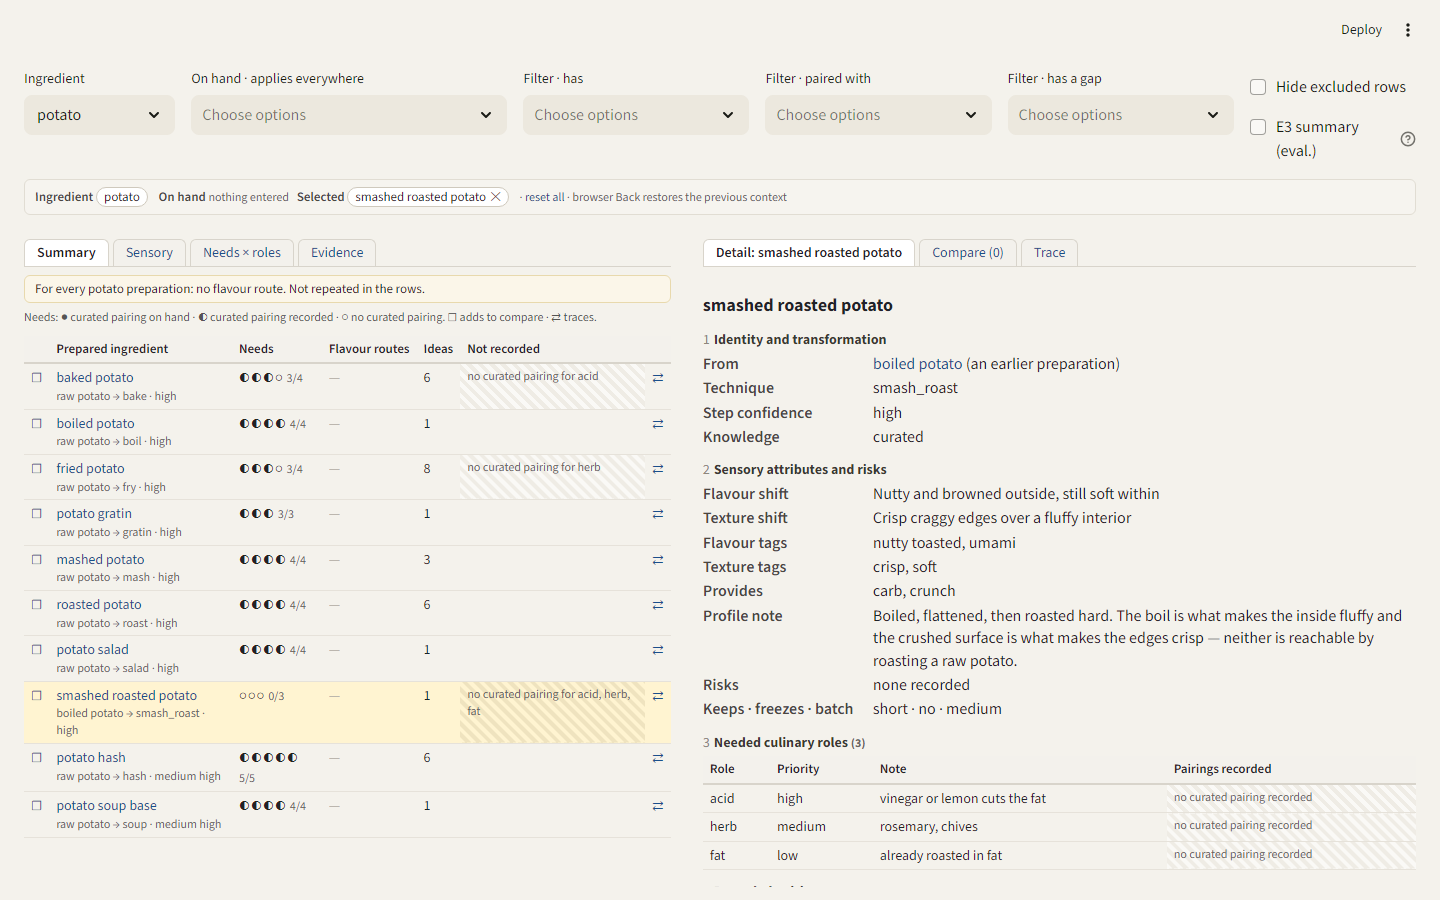 Deploy
Ingredient
On hand · applies everywhere
Filter · has
Filter · paired with
Filter · has a gap
potato
Choose options
Choose options
Choose options
Choose options
Hide excluded rows
E3 summary
(eval.)
Ingredient potato On hand nothing entered Selected smashed roasted potato · reset all · browser Back restores the previous context
Summary
Sensory
Needs × roles
Evidence
For every potato preparation: no flavour route. Not repeated in the rows.
Needs: ● curated pairing on hand · ◐ curated pairing recorded · ○ no curated pairing. ☐ adds to compare · ⇄ traces.
Prepared ingredient Needs Flavour routes Ideas Not recorded
☐ baked potato ◐◐◐○ 3/4 — 6 no curated pairing for acid ⇄
raw potato → bake · high
☐ boiled potato ◐◐◐◐ 4/4 — 1 ⇄
raw potato → boil · high
☐ fried potato ◐◐◐○ 3/4 — 8 no curated pairing for herb ⇄
raw potato → fry · high
☐ potato gratin ◐◐◐ 3/3 — 1 ⇄
raw potato → gratin · high
☐ mashed potato ◐◐◐◐ 4/4 — 3 ⇄
raw potato → mash · high
☐ roasted potato ◐◐◐◐ 4/4 — 6 ⇄
raw potato → roast · high
☐ potato salad ◐◐◐◐ 4/4 — 1 ⇄
raw potato → salad · high
☐ smashed roasted potato ○○○ 0/3 — 1 no curated pairing for acid, herb, ⇄
fat
boiled potato → smash_roast ·
high
☐ potato hash ◐◐◐◐◐ — 6 ⇄
raw potato → hash · medium high 5/5
☐ potato soup base ◐◐◐◐ 4/4 — 1 ⇄
raw potato → soup · medium high
Detail: smashed roasted potato
Compare (0)
Trace
smashed roasted potato
1 Identity and transformation
From boiled potato (an earlier preparation)
Technique smash_roast
Step confidence high
Knowledge curated
2 Sensory attributes and risks
Flavour shift Nutty and browned outside, still soft within
Texture shift Crisp craggy edges over a fluffy interior
Flavour tags nutty toasted, umami
Texture tags crisp, soft
Provides carb, crunch
Profile note Boiled, flattened, then roasted hard. The boil is what makes the inside fluffy and
the crushed surface is what makes the edges crisp — neither is reachable by
roasting a raw potato.
Risks none recorded
Keeps · freezes · batch short · no · medium
3 Needed culinary roles (3)
Role Priority Note Pairings recorded
acid high vinegar or lemon cuts the fat no curated pairing recorded
herb medium rosemary, chives no curated pairing recorded
fat low already roasted in fat no curated pairing recorded